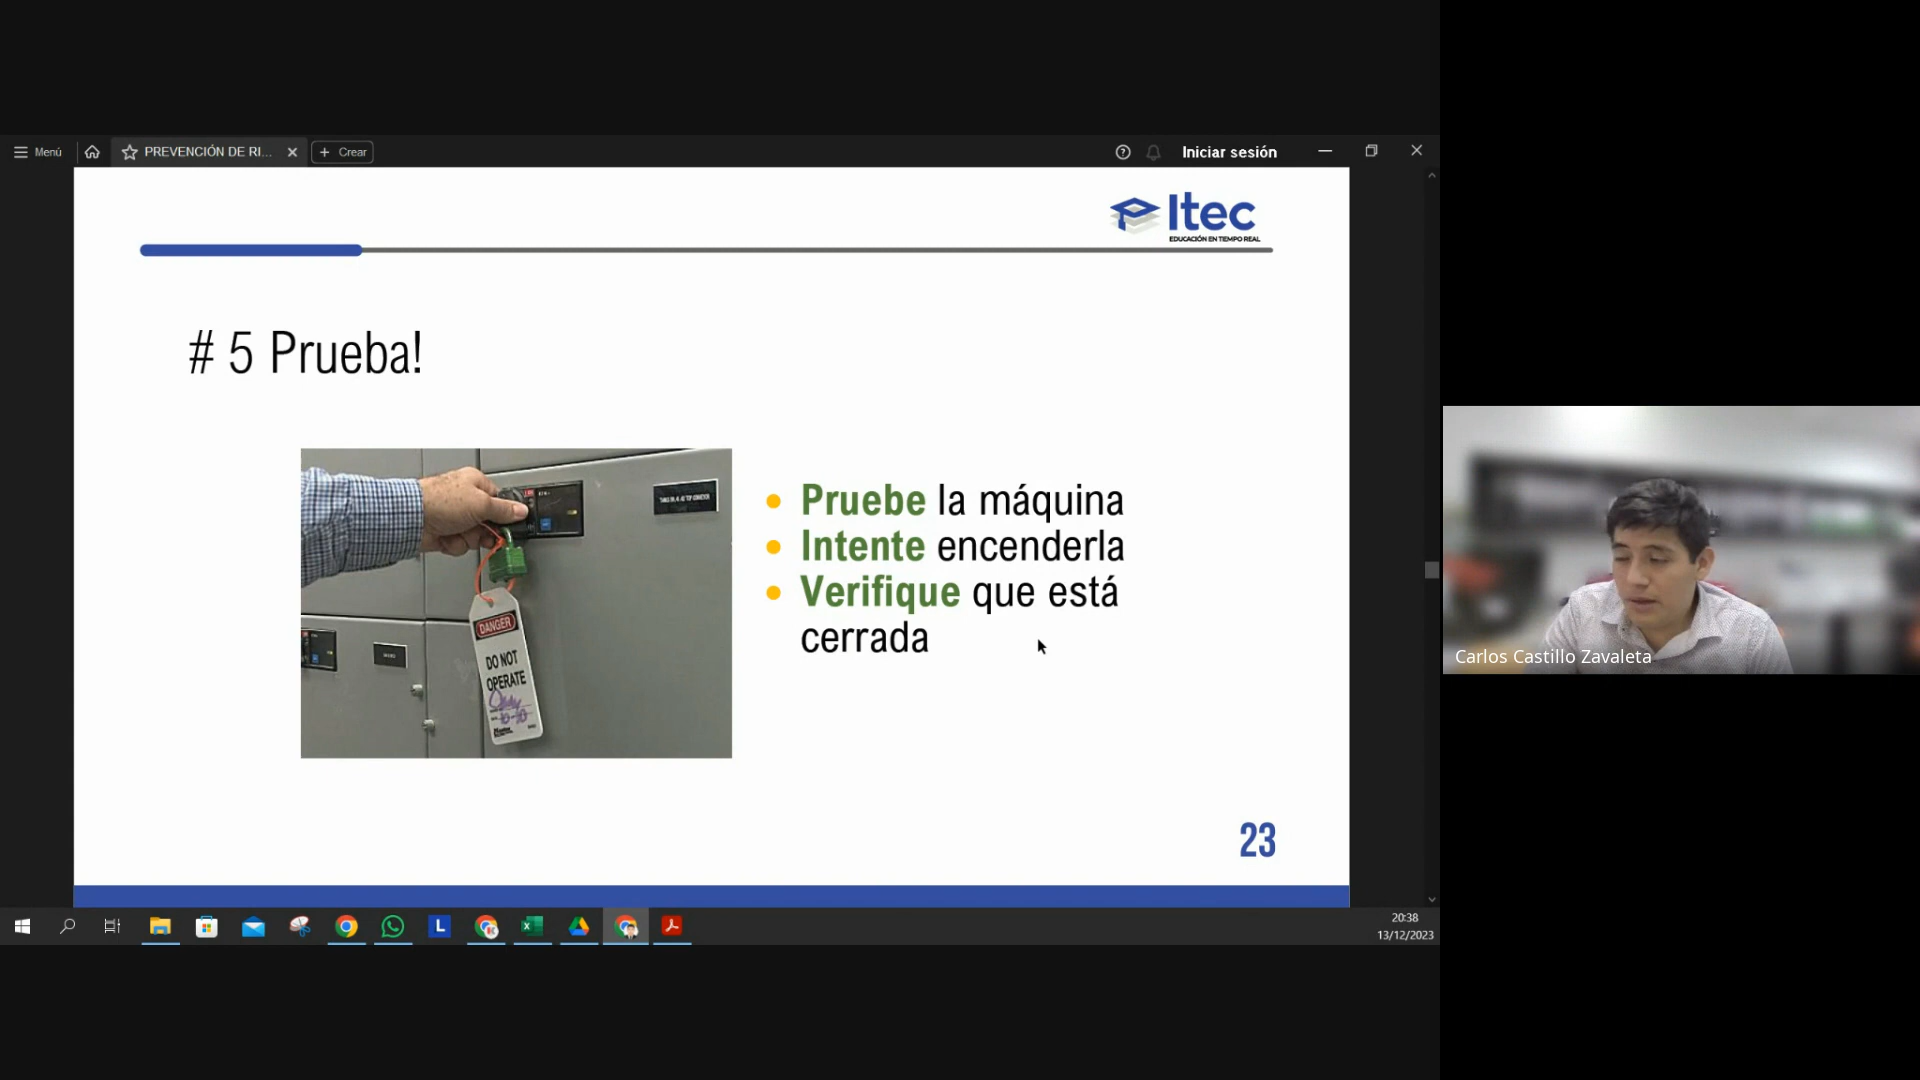 Menú
PREVENCIÓN DE RI...
Crear
Iniciar sesión
Itec
EDUCACIÓN EN TIEMPO REAL
# 5 Prueba!
Pruebe la máquina
Intente encenderla
Verifique que está
cerrada
DANGER
DO NOT
OPERATE
23
Carlos Castillo Zavaleta
20:38
13/12/2023